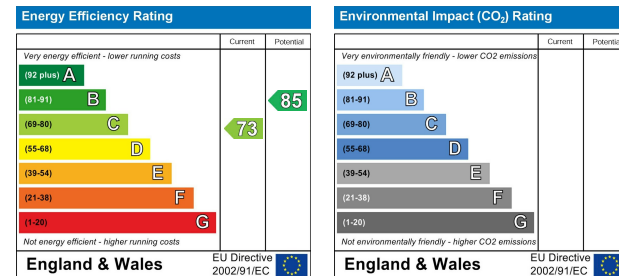 Energy Efficiency Rating
Current Potential
Very energy efficient - lower running costs
(92 plus) A
(81-91) B
(69-80) C
(55-68) D
(39-54) E
(21-38) F
(1-20) G
73
85
Not energy efficient - higher running costs
England & Wales
EU Directive
2002/91/EC
Environmental Impact (CO₂) Rating
Current Potentia
Very environmentally friendly - lower CO2 emissions
(92 plus) A
(81-91) B
(69-80) C
(55-68) D
(39-54) E
(21-38) F
(1-20) G
Not environmentally friendly - higher CO2 emissions
England & Wales
EU Directive
2002/91/EC